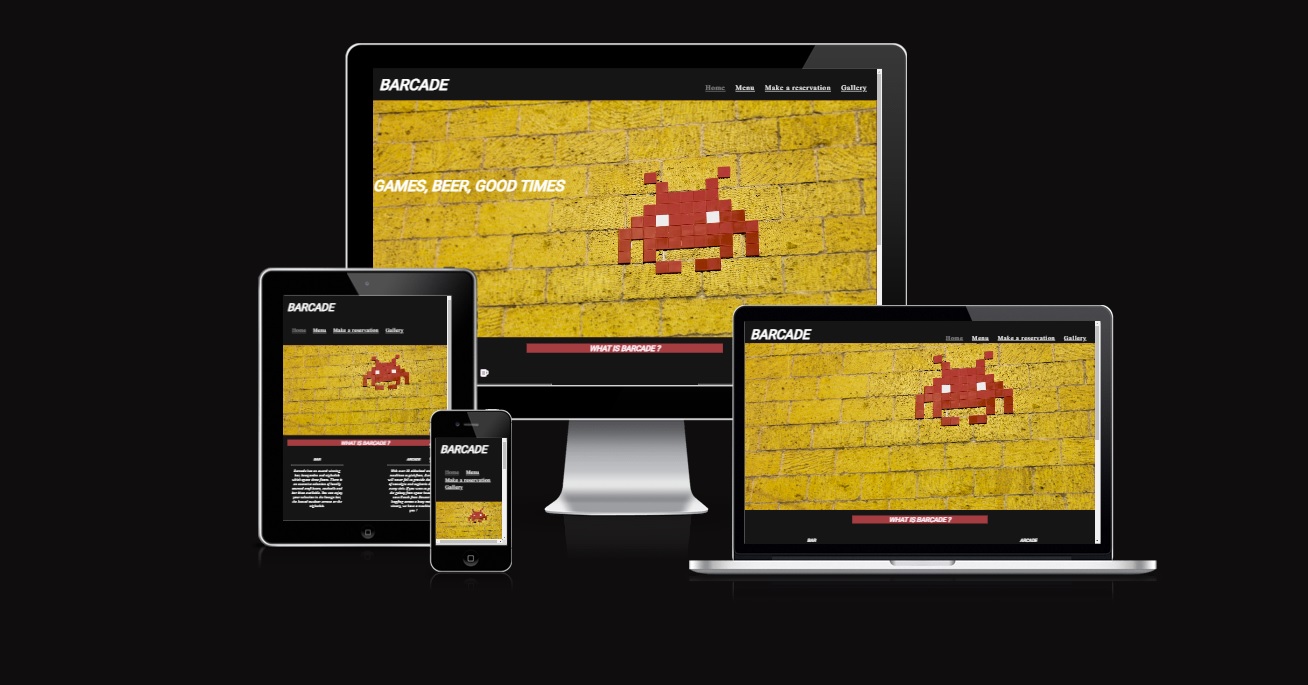 BARCADE
Home Menu Make a reservation Gallery
GAMES, BEER, GOOD TIMES
WHAT IS BARCADE ?
BARCADE
Home Menu Make a reservation Gallery
WHAT IS BARCADE ?
BAR
ARCADE
BARCADE
Home Menu
Make a reservation
Gallery
BARCADE
Home Menu Make a reservation Gallery
WHAT IS BARCADE ?
BAR ARCADE